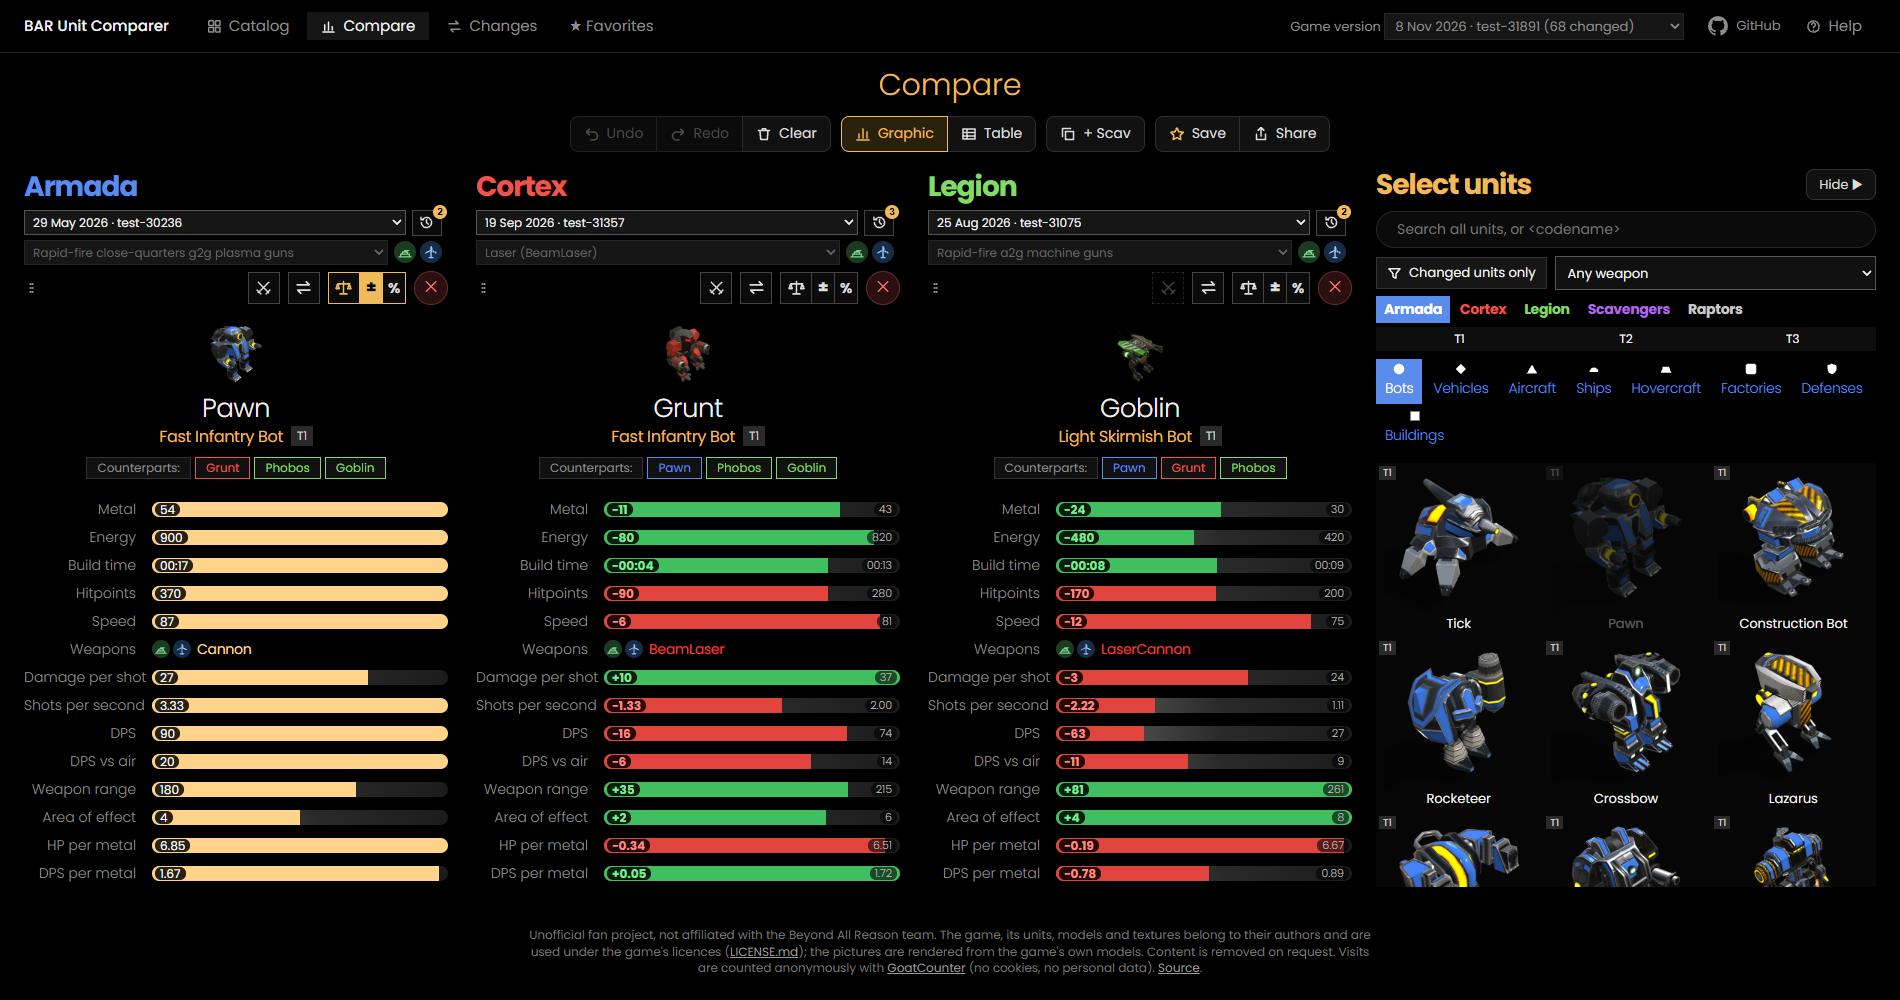 BAR Unit Comparer
Catalog
Compare
Changes
★ Favorites
Game version
8 Nov 2026 · test-31891 (68 changed)
GitHub
Help
Compare
Undo
Redo
Clear
Graphic
Table
+ Scav
Save
Share
Armada
29 May 2026 · test-30236
2
Rapid-fire close-quarters g2g plasma guns
%
Pawn
Fast Infantry Bot T1
Counterparts: Grunt Phobos Goblin
Metal 54
Energy 900
Build time 00:17
Hitpoints 370
Speed 87
Weapons Cannon
Damage per shot 27
Shots per second 3.33
DPS 90
DPS vs air 20
Weapon range 180
Area of effect 4
HP per metal 6.85
DPS per metal 1.67
Cortex
19 Sep 2026 · test-31357
3
Laser (BeamLaser)
%
Grunt
Fast Infantry Bot T1
Counterparts: Pawn Phobos Goblin
Metal -11 43
Energy -80 820
Build time -00:04 00:13
Hitpoints -90 280
Speed -6 81
Weapons BeamLaser
Damage per shot +10 37
Shots per second -1.33 2.00
DPS -16 74
DPS vs air -6 14
Weapon range +35 215
Area of effect +2 6
HP per metal -0.34 6.51
DPS per metal +0.05 1.72
Legion
25 Aug 2026 · test-31075
2
Rapid-fire a2g machine guns
%
Goblin
Light Skirmish Bot T1
Counterparts: Pawn Grunt Phobos
Metal -24 30
Energy -480 420
Build time -00:08 00:09
Hitpoints -170 200
Speed -12 75
Weapons LaserCannon
Damage per shot -3 24
Shots per second -2.22 1.11
DPS -63 27
DPS vs air -11 9
Weapon range +81 261
Area of effect +4 8
HP per metal -0.19 6.67
DPS per metal -0.78 0.89
Select units
Hide ▶
Search all units, or <codename>
Changed units only
Any weapon
Armada Cortex Legion Scavengers Raptors
T1 T2 T3
Bots Vehicles Aircraft Ships Hovercraft Factories Defenses
Buildings
T1 T1 T1
Tick Pawn Construction Bot
T1 T1 T1
Rocketeer Crossbow Lazarus
T1 T1 T1
Unofficial fan project, not affiliated with the Beyond All Reason team. The game, its units, models and textures belong to their authors and are
used under the game's licences (LICENSE.md); the pictures are rendered from the game's own models. Content is removed on request. Visits
are counted anonymously with GoatCounter (no cookies, no personal data). Source.